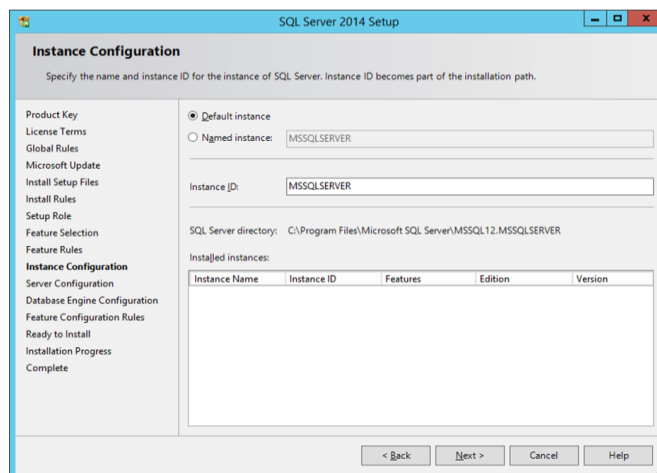 SQL Server 2014 Setup
Instance Configuration
Specify the name and instance ID for the instance of SQL Server. Instance ID becomes part of the installation path.
Product Key
License Terms
Global Rules
Microsoft Update
Install Setup Files
Install Rules
Setup Role
Feature Selection
Feature Rules
Instance Configuration
Server Configuration
Database Engine Configuration
Feature Configuration Rules
Ready to Install
Installation Progress
Complete
Default instance
Named instance: MSSQLSERVER
Instance ID: MSSQLSERVER
SQL Server directory: C:\Program Files\Microsoft SQL Server\MSSQL12.MSSQLSERVER
Installed instances:
Instance Name Instance ID Features Edition Version
< Back Next > Cancel Help